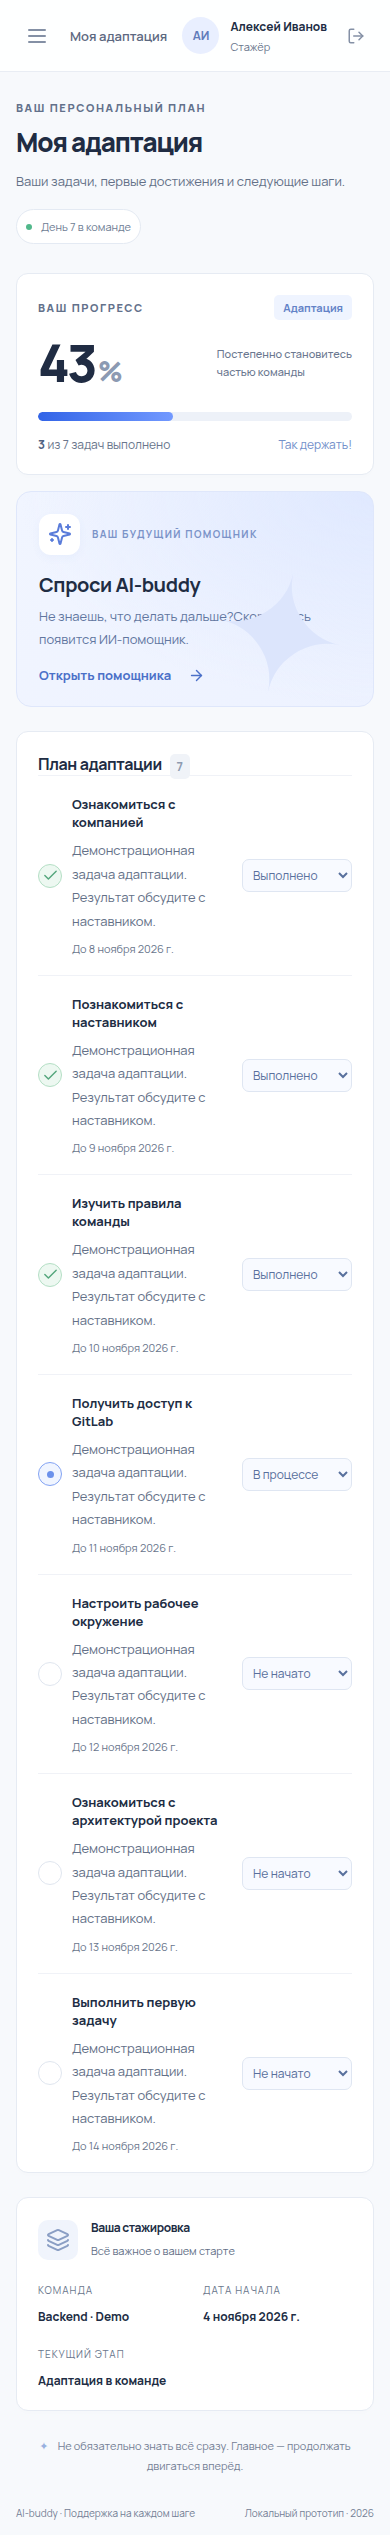 Моя адаптация
АИ
Алексей Иванов
Стажёр
ВАШ ПЕРСОНАЛЬНЫЙ ПЛАН
Моя адаптация
Ваши задачи, первые достижения и следующие шаги.
День 7 в команде
ВАШ ПРОГРЕСС
Адаптация
43%
Постепенно становитесь
частью команды
3 из 7 задач выполнено
Так держать!
ВАШ БУДУЩИЙ ПОМОЩНИК
Спроси AI-buddy
Не знаешь, что делать дальше?
появится ИИ-помощник.
Открыть помощника
План адаптации 7
Ознакомиться с
компанией
Демонстрационная
задача адаптации.
Результат обсудите с
наставником.
До 8 ноября 2026 г.
Выполнено
Познакомиться с
наставником
Демонстрационная
задача адаптации.
Результат обсудите с
наставником.
До 9 ноября 2026 г.
Выполнено
Изучить правила
команды
Демонстрационная
задача адаптации.
Результат обсудите с
наставником.
До 10 ноября 2026 г.
Выполнено
Получить доступ к
GitLab
Демонстрационная
задача адаптации.
Результат обсудите с
наставником.
До 11 ноября 2026 г.
В процессе
Настроить рабочее
окружение
Демонстрационная
задача адаптации.
Результат обсудите с
наставником.
До 12 ноября 2026 г.
Не начато
Ознакомиться с
архитектурой проекта
Демонстрационная
задача адаптации.
Результат обсудите с
наставником.
До 13 ноября 2026 г.
Не начато
Выполнить первую
задачу
Демонстрационная
задача адаптации.
Результат обсудите с
наставником.
До 14 ноября 2026 г.
Не начато
Ваша стажировка
Всё важное о вашем старте
КОМАНДА
Backend · Demo
ДАТА НАЧАЛА
4 ноября 2026 г.
ТЕКУЩИЙ ЭТАП
Адаптация в команде
Не обязательно знать всё сразу. Главное — продолжать
двигаться вперёд.
AI-buddy · Поддержка на каждом шаге
Локальный прототип · 2026